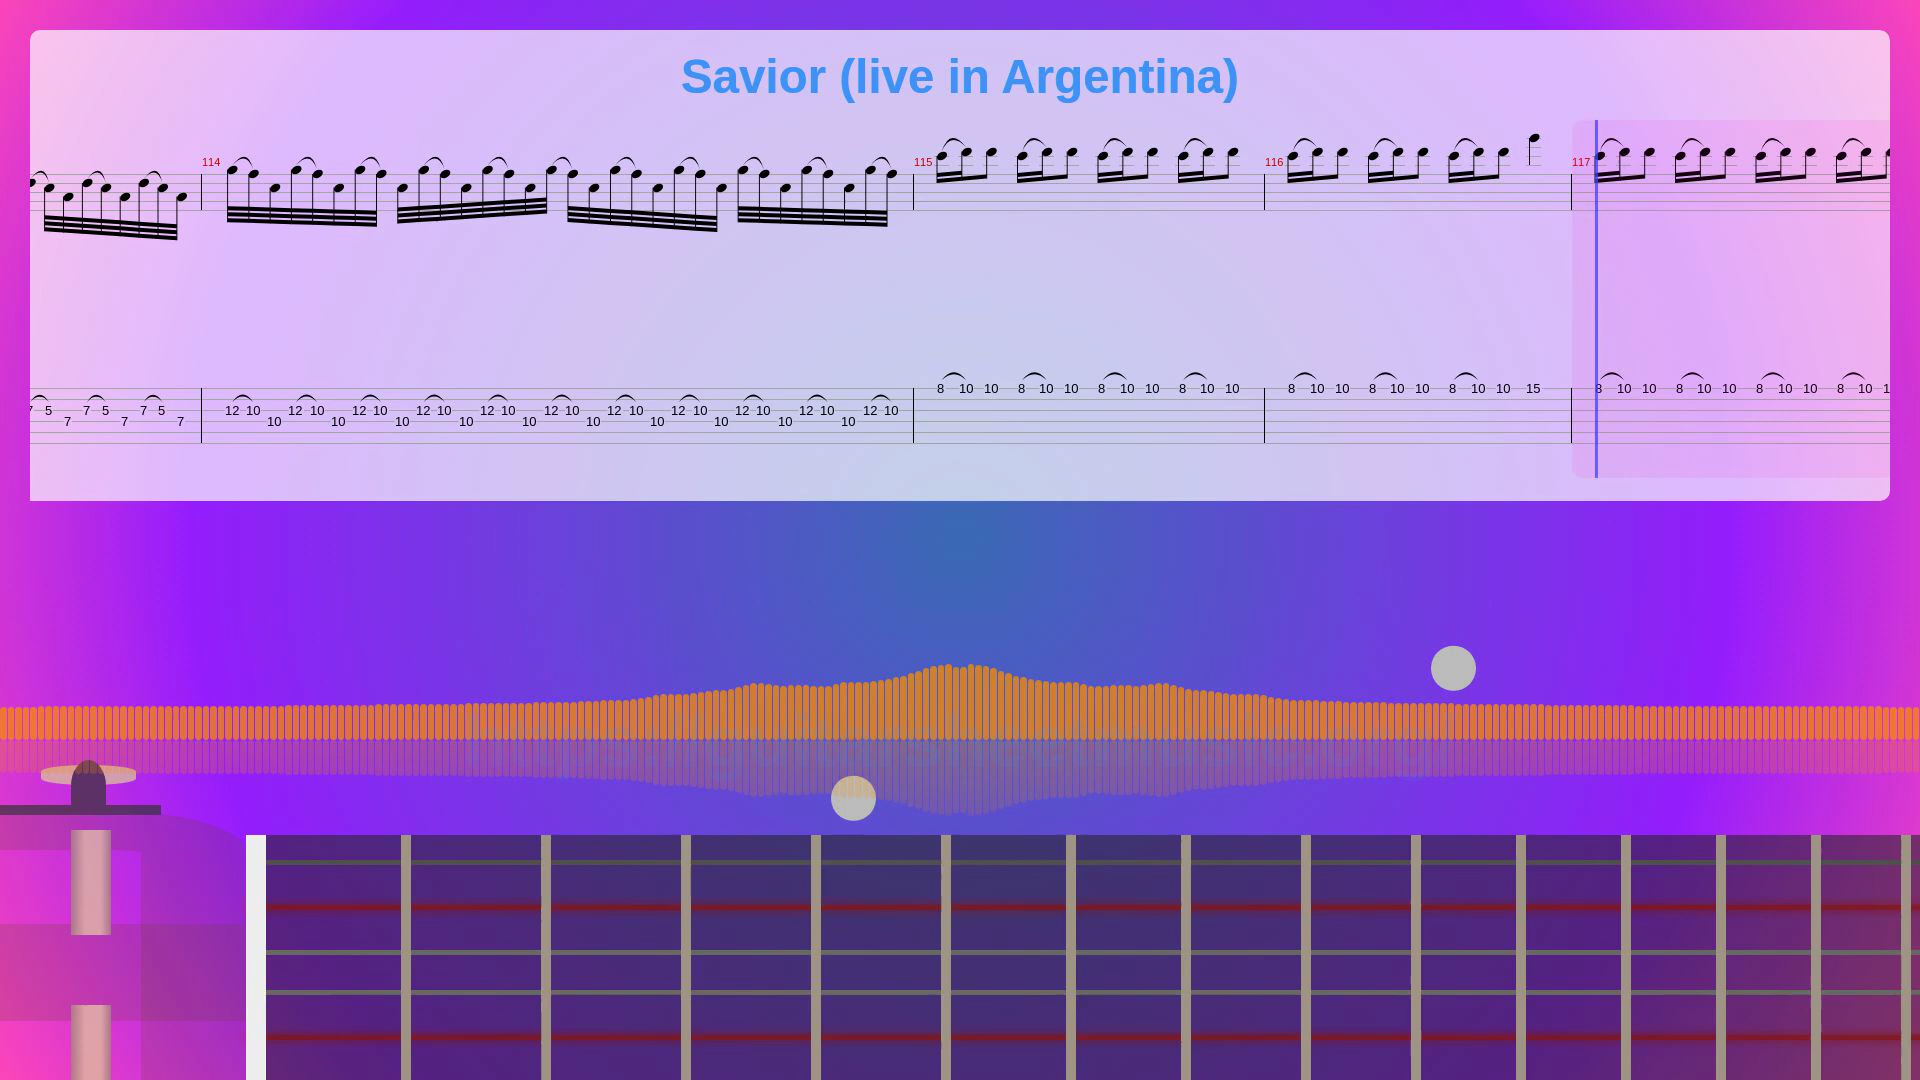 Savior (live in Argentina)
114 115 116 117
8 10 10 8 10 10 8 10 10 8 10 10 8 10 10 8 10 10 8 10 10 15 8 10 10 8 10 10 8 10 10 8 10
7 5 7 5 7 5 12 10 12 10 12 10 12 10 12 10 12 10 12 10 12 10 12 10 12 10 12 10
7 7 7 10 10 10 10 10 10 10 10 10 10